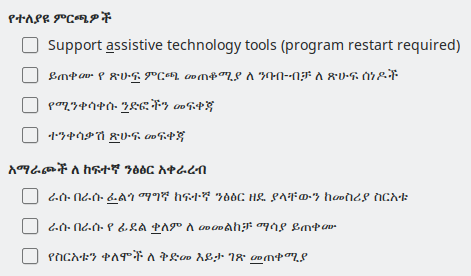 የተለያዩ ምርጫዎች
Support assistive technology tools (program restart required)
ይጠቀሙ የ ጽሁፍ ምርጫ መጠቆሚያ ለ ንባብ-ብቻ ለ ጽሁፍ ሰነዶች
የሚንቀሳቀሱ ንድፎችን መፍቀጃ
ተንቀሳቃሽ ጽሁፍ መፍቀጃ
አማራጮች ለ ከፍተኛ ንፅፅር አቀራረብ
ራሱ በራሱ ፈልጎ ማግኛ ከፍተኛ ንፅፅር ዘዴ ያላቸውን ከመስሪያ ስርአቱ
ራሱ በራሱ የ ፊደል ቀለም ለ መመልከቻ ማሳያ ይጠቀሙ
የስርአቱን ቀለሞች ለ ቅድመ እይታ ገጽ መጠቀሚያ